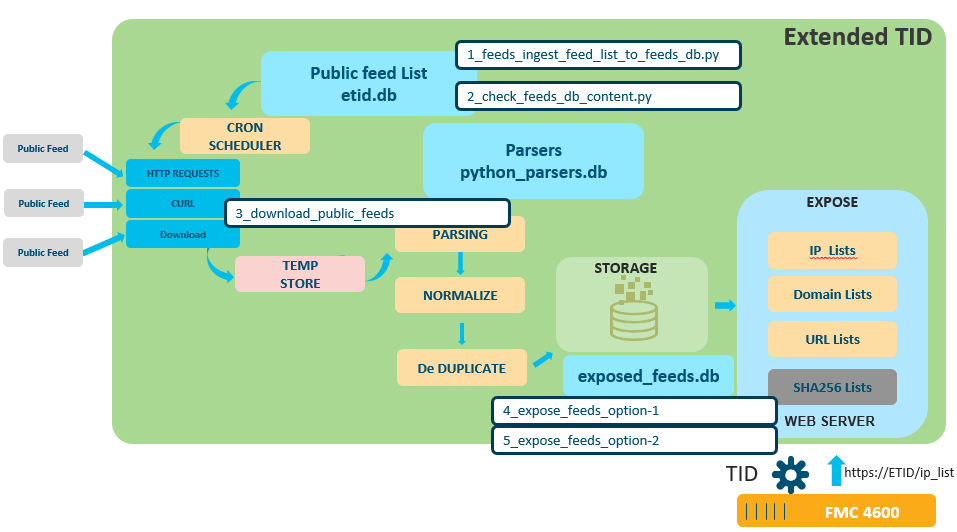 Extended TID
1_feeds_ingest_feed_list_to_feeds_db.py
Public feed List
etid.db
2_check_feeds_db_content.py
CRON
SCHEDULER
Public Feed
HTTP REQUESTS
Parsers
python_parsers.db
Public Feed
CURL
3_download_public_feeds
EXPOSE
Public Feed
Download
PARSING
IP_Lists
TEMP
STORE
STORAGE
NORMALIZE
Domain Lists
URL Lists
De DUPLICATE
exposed_feeds.db
SHA256 Lists
4_expose_feeds_option-1
WEB SERVER
5_expose_feeds_option-2
TID
https://ETID/ip_list
FMC 4600